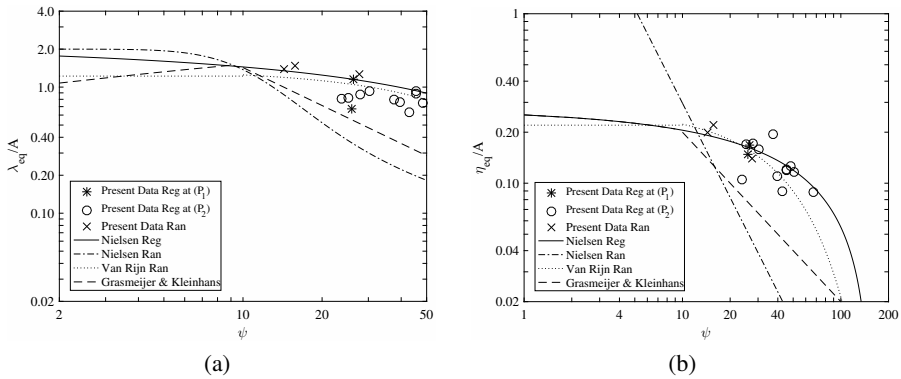 4.0
2.0
1.0
0.40
0.20
0.10
0.02
λeq/A
Present Data Reg at (P1)
Present Data Reg at (P2)
Present Data Ran
Nielsen Reg
Nielsen Ran
Van Rijn Ran
Grasmeijer & Kleinhans
2
10
20
50
ψ
(a)
1
0.40
0.20
0.10
0.04
0.02
ηeq/A
Present Data Reg at (P1)
Present Data Reg at (P2)
Present Data Ran
Nielsen Reg
Nielsen Ran
Van Rijn Ran
Grasmeijer & Kleinhans
1
2
4
10
20
40
100
200
ψ
(b)